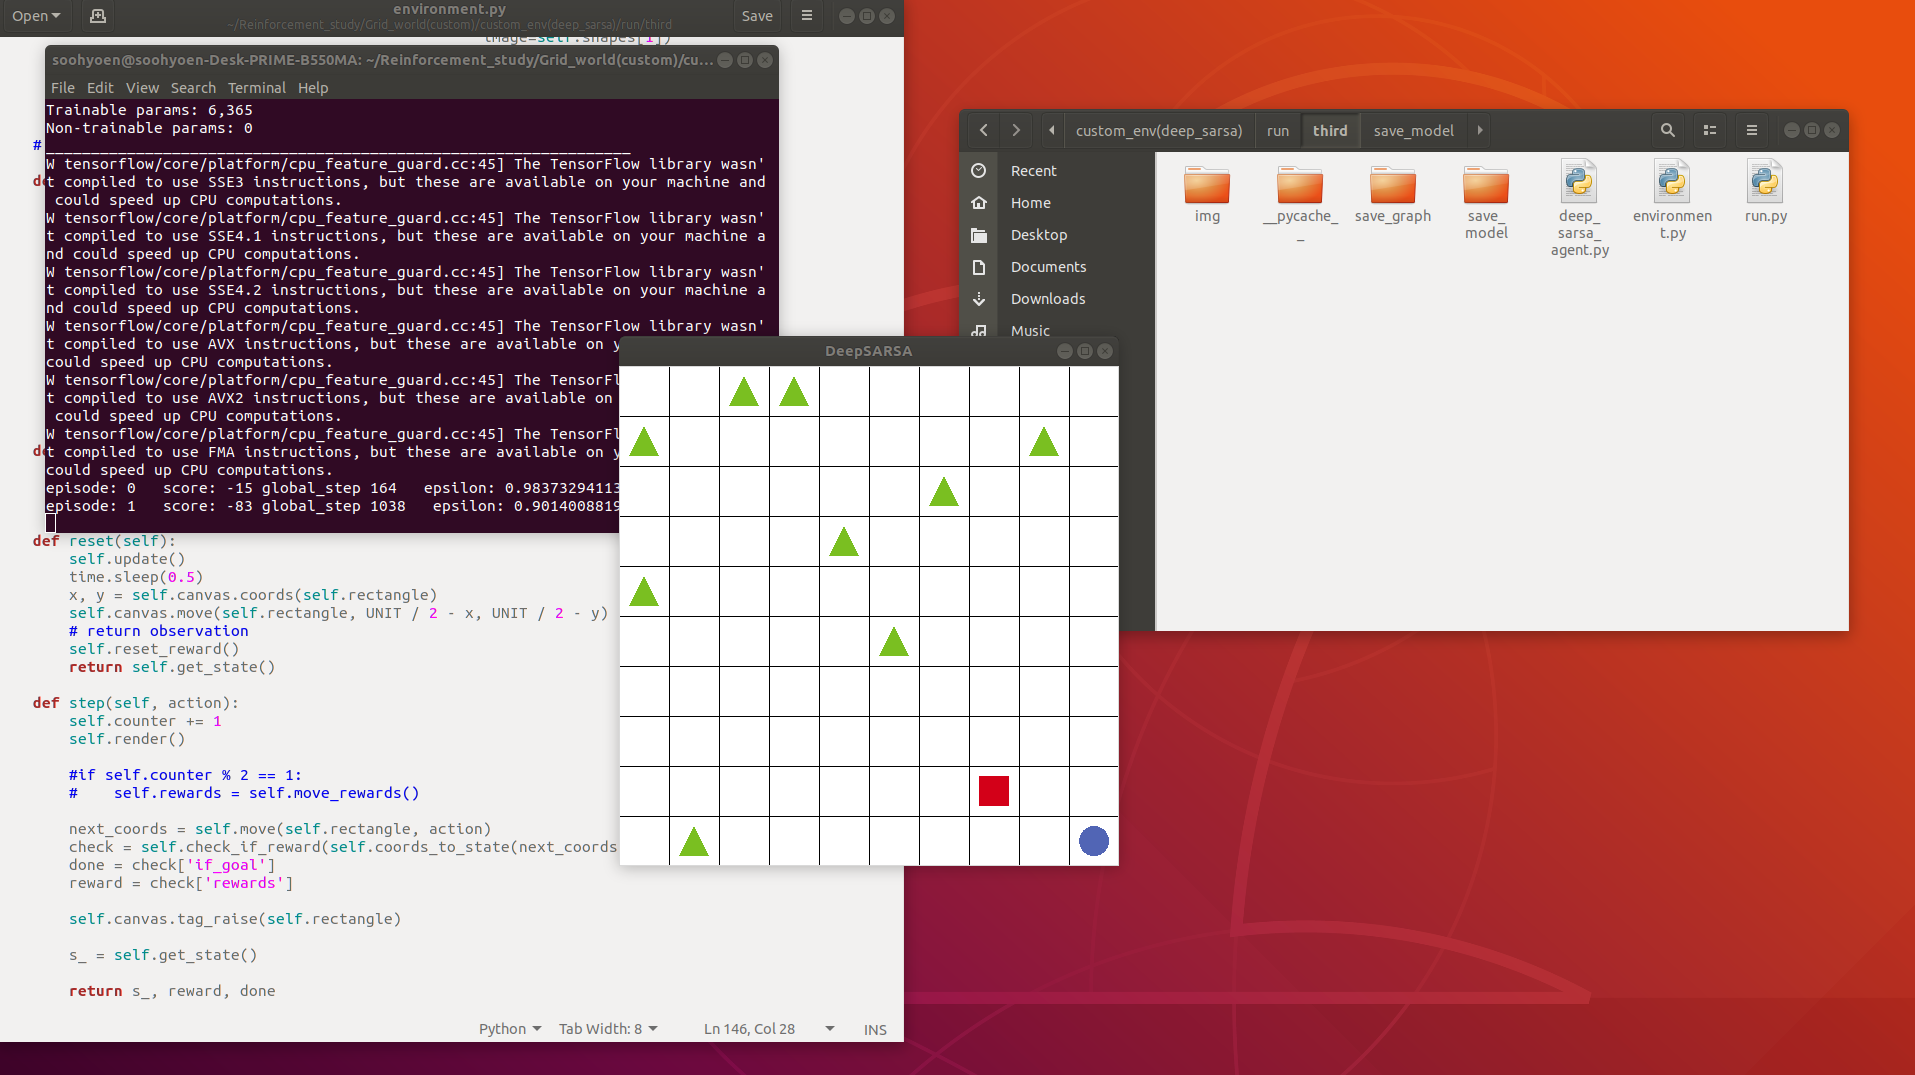 Open
environment.py
~/Reinforcement_study/Grid_world(custom)/custom_env(deep_sarsa)/run/third
Save
soohyoen@soohyoen-Desk-PRIME-B550MA: ~/Reinforcement_study/Grid_world(custom)/cu...
File Edit View Search Terminal Help
Trainable params: 6,365
Non-trainable params: 0
_________________________________________________________________
W tensorflow/core/platform/cpu_feature_guard.cc:45] The TensorFlow library wasn'
t compiled to use SSE3 instructions, but these are available on your machine and
could speed up CPU computations.
W tensorflow/core/platform/cpu_feature_guard.cc:45] The TensorFlow library wasn'
t compiled to use SSE4.1 instructions, but these are available on your machine a
nd could speed up CPU computations.
W tensorflow/core/platform/cpu_feature_guard.cc:45] The TensorFlow library wasn'
t compiled to use SSE4.2 instructions, but these are available on your machine a
nd could speed up CPU computations.
W tensorflow/core/platform/cpu_feature_guard.cc:45] The TensorFlow library wasn'
t compiled to use AVX instructions, but these are available on y
could speed up CPU computations.
W tensorflow/core/platform/cpu_feature_guard.cc:45] The TensorFl
t compiled to use AVX2 instructions, but these are available on
could speed up CPU computations.
W tensorflow/core/platform/cpu_feature_guard.cc:45] The TensorFl
t compiled to use FMA instructions, but these are available on y
could speed up CPU computations.
episode: 0 score: -15 global_step 164 epsilon: 0.98373294113
episode: 1 score: -83 global_step 1038 epsilon: 0.9014008819
#
def reset(self):
self.update()
time.sleep(0.5)
x, y = self.canvas.coords(self.rectangle)
self.canvas.move(self.rectangle, UNIT / 2 - x, UNIT / 2 - y)
# return observation
self.reset_reward()
return self.get_state()
def step(self, action):
self.counter += 1
self.render()
#if self.counter % 2 == 1:
# self.rewards = self.move_rewards()
next_coords = self.move(self.rectangle, action)
check = self.check_if_reward(self.coords_to_state(next_coords
done = check['if_goal']
reward = check['rewards']
self.canvas.tag_raise(self.rectangle)
s_ = self.get_state()
return s_, reward, done
Python Tab Width: 8 Ln 146, Col 28 INS
DeepSARSA
custom_env(deep_sarsa) run third save_model
Recent
Home
Desktop
Documents
Downloads
Music
img
__pycache_
_
save_graph
save_
model
deep_
sarsa_
agent.py
environmen
t.py
run.py